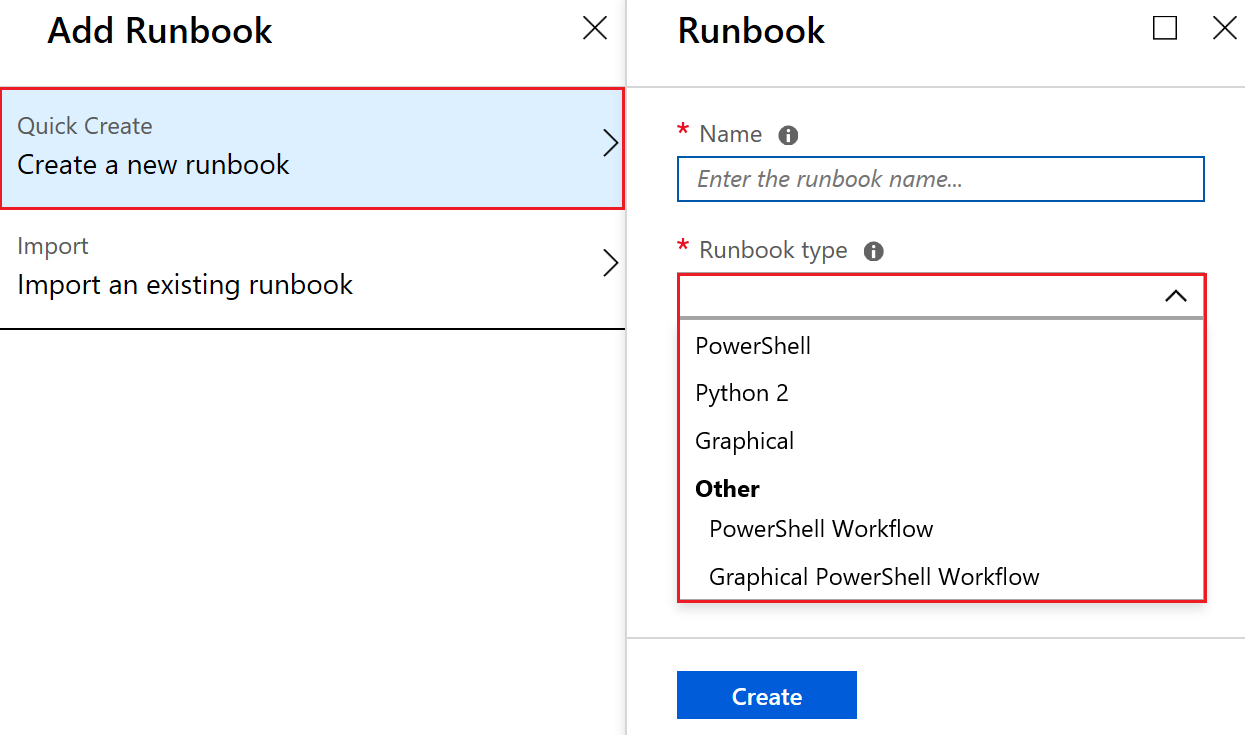 Add Runbook
Quick Create
Create a new runbook
Import
Import an existing runbook
Runbook
* Name
Enter the runbook name...
* Runbook type
PowerShell
Python 2
Graphical
Other
PowerShell Workflow
Graphical PowerShell Workflow
Create